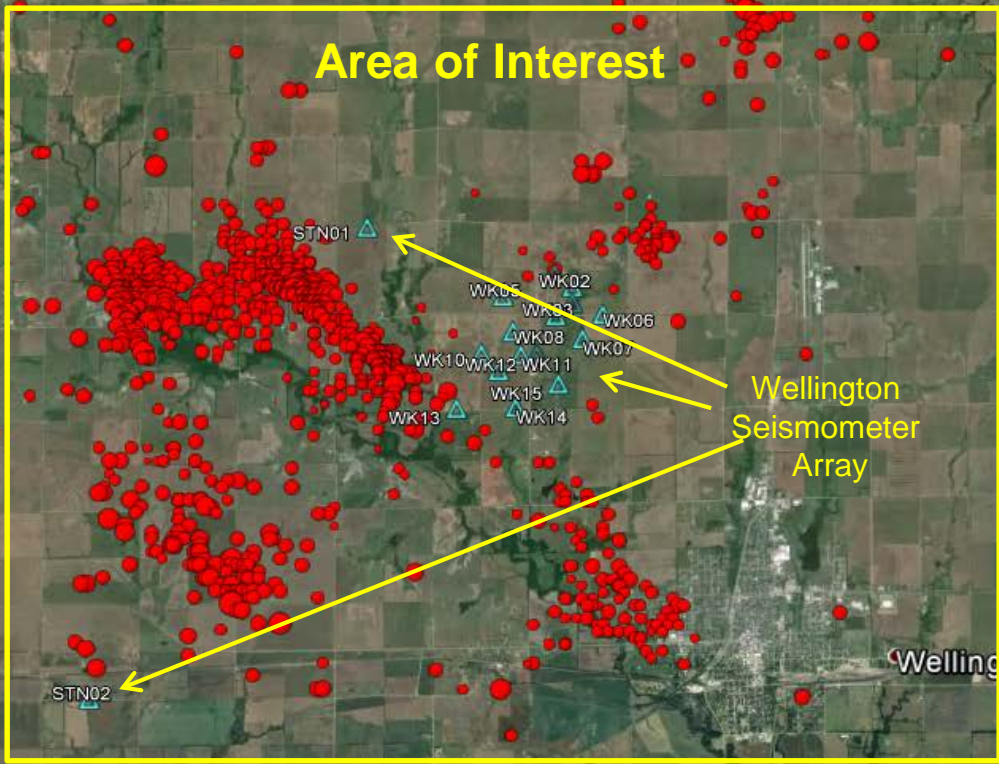 Area of Interest
STN01
WK02
WK05
WK03
WK06
WK08
WK07
WK10
WK12
WK11
WK15
WK13
WK14
Wellington
Seismometer
Array
Welling
STN02